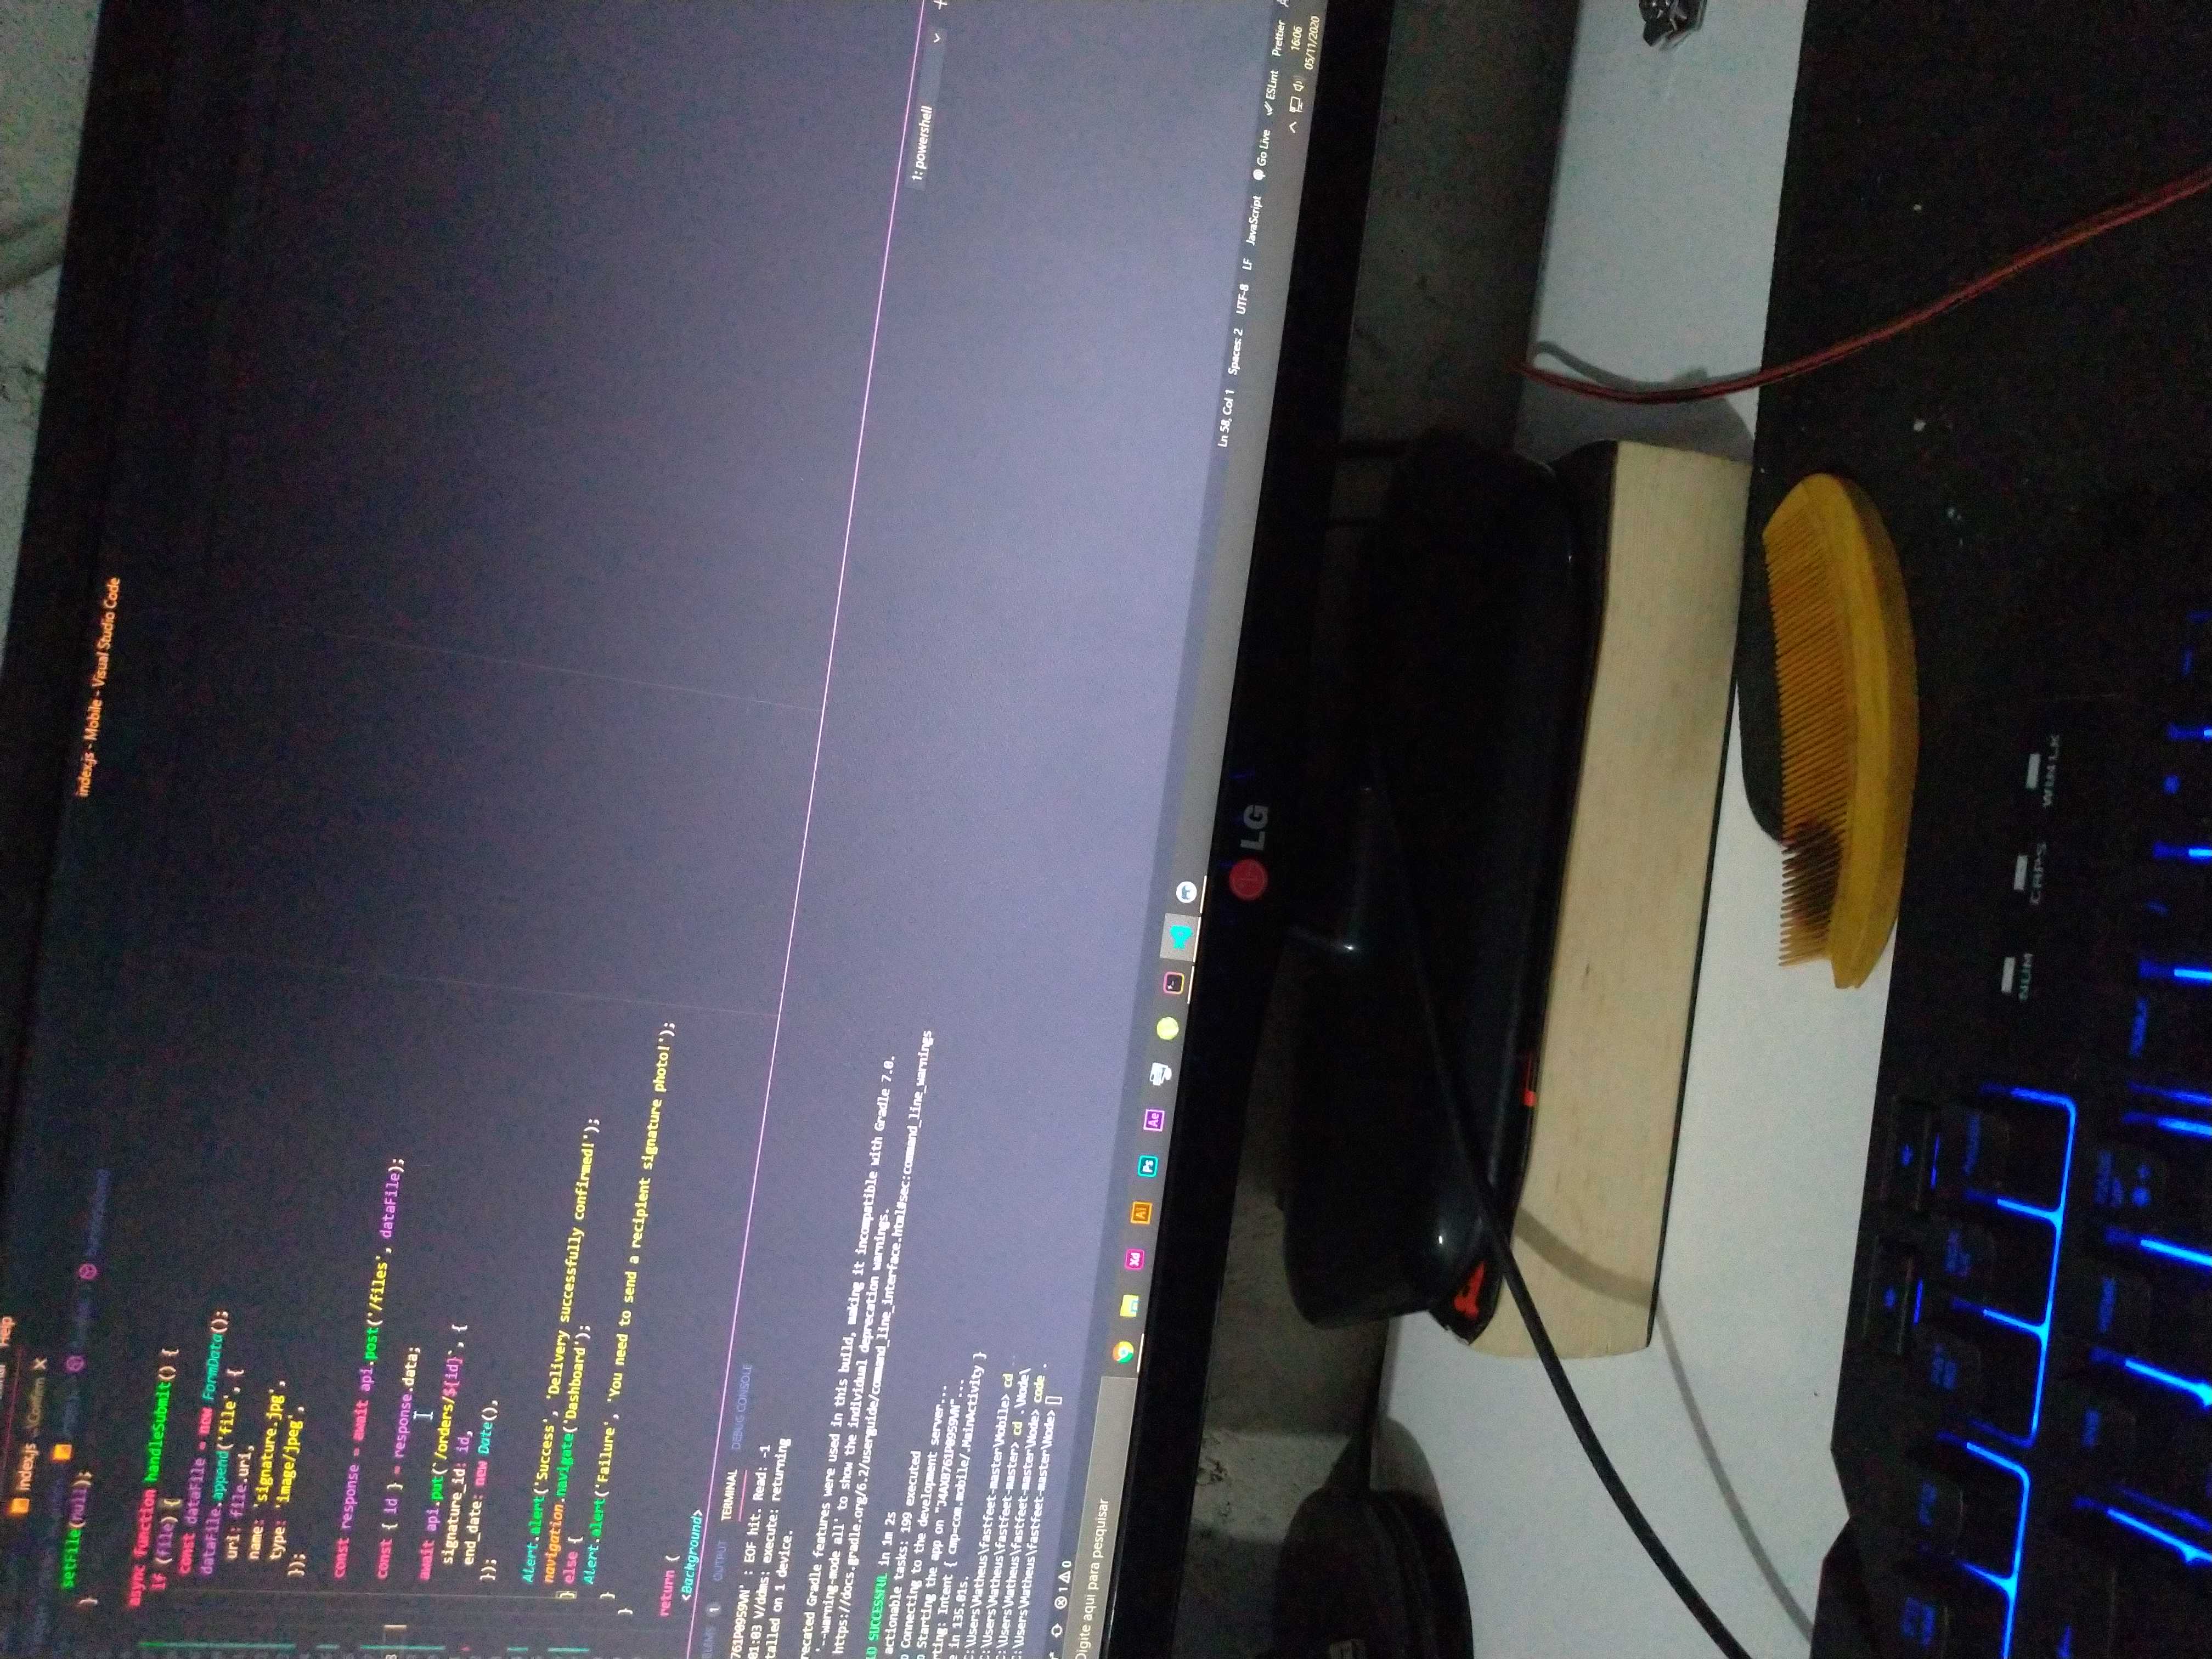 Help
index.js ...\Confirm
index.js - Mobile - Visual Studio Code
setFile(null);
}
async function handleSubmit() {
if (file) {
const dataFile = new FormData();
dataFile.append('file', {
uri: file.uri,
name: 'signature.jpg',
type: 'image/jpeg',
});
const response = await api.post('/files', dataFile);
const { id } = response.data;
await api.put(`/orders/${id}`, {
signature_id: id,
end_date: new Date(),
});
Alert.alert('Success', 'Delivery successfully confirmed!');
navigation.navigate('Dashboard');
} else {
Alert.alert('Failure', 'You need to send a recipient signature photo!');
}
}
return (
<Background>
1 OUTPUT TERMINAL DEBUG CONSOLE
1: powershell
761P0959VN' : EOF hit. Read: -1
01:03 V/ddms: execute: returning
talled on 1 device.
recated Gradle features were used in this build, making it incompatible with Gradle 7.0.
'--warning-mode all' to show the individual deprecation warnings.
https://docs.gradle.org/6.2/userguide/command_line_interface.html#sec:command_line_warnings
LD SUCCESSFUL in 1m 2s
actionable tasks: 199 executed
o Connecting to the development server...
o Starting the app on "J4AXB761P0959VN"...
rting: Intent { cmp=com.mobile/.MainActivity }
e in 135.01s.
C:\Users\Matheus\fastfeet-master\Mobile> cd ..
C:\Users\Matheus\fastfeet-master> cd .\Node\
C:\Users\Matheus\fastfeet-master\Node> code .
C:\Users\Matheus\fastfeet-master\Node>
1 0
Ln 58, Col 1 Spaces: 2 UTF-8 LF JavaScript Go Live ESLint Prettier
Digite aqui para pesquisar
Xd Ai Ps Ae
16:06
05/11/2020
LG
NUM CAPS WIN LK
HOME